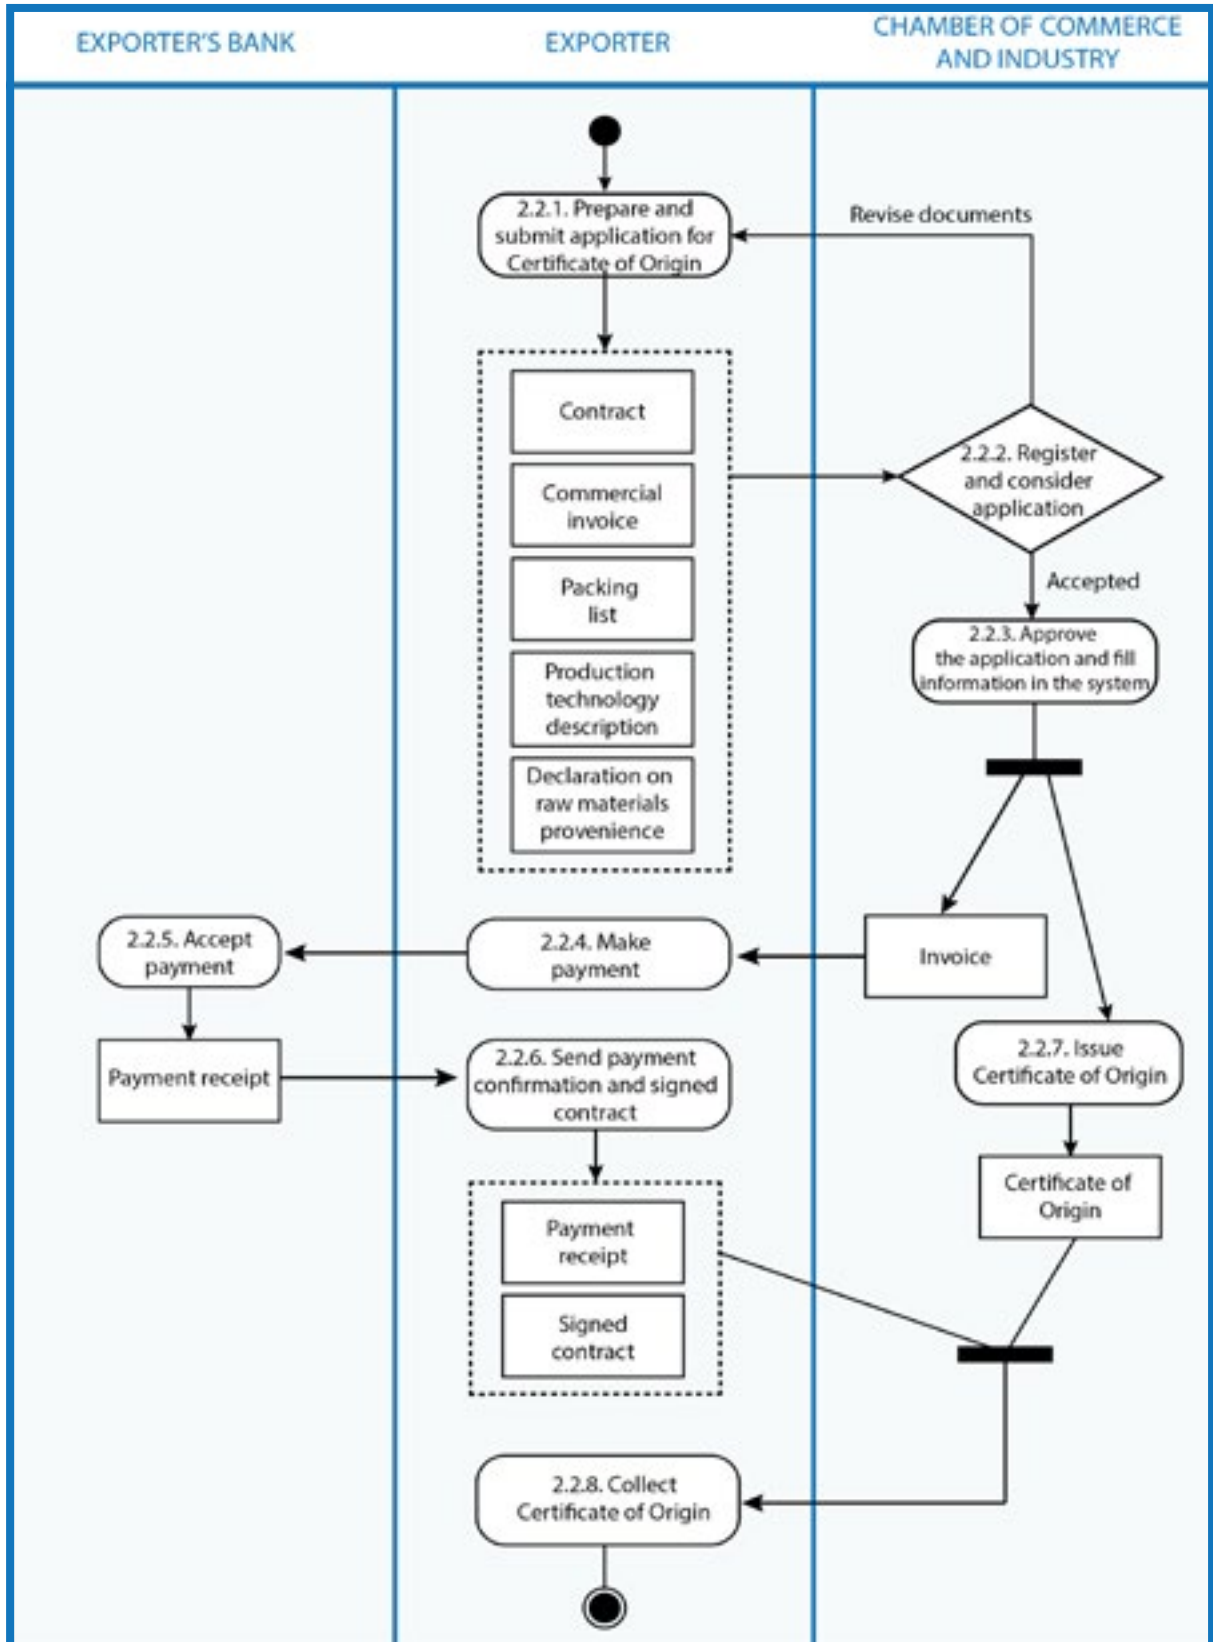 EXPORTER'S BANK
EXPORTER
CHAMBER OF COMMERCE
AND INDUSTRY
2.2.1. Prepare and
submit application for
Certificate of Origin
Revise documents
Contract
Commercial
invoice
Packing
list
Production
technology
description
Declaration on
raw materials
provenience
2.2.2. Register
and consider
application
Accepted
2.2.3. Approve
the application and fill
information in the system
Invoice
2.2.4. Make
payment
2.2.5. Accept
payment
Payment receipt
2.2.6. Send payment
confirmation and signed
contract
2.2.7. Issue
Certificate of Origin
Certificate of
Origin
Payment
receipt
Signed
contract
2.2.8. Collect
Certificate of Origin